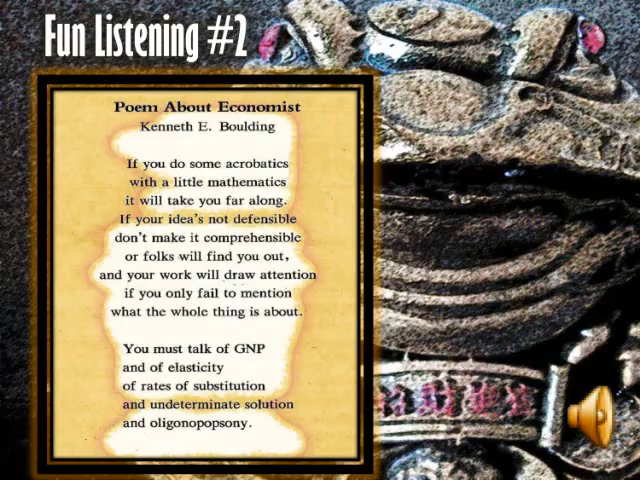 Fun Listening #2
Poem About Economist
Kenneth E. Boulding
If you do some acrobatics
with a little mathematics
it will take you far along.
If your idea's not defensible
don't make it comprehensible
or folks will find you out,
and your work will draw attention
if you only fail to mention
what the whole thing is about.
You must talk of GNP
and of elasticity
of rates of substitution
and undeterminate solution
and oligonopopsony.